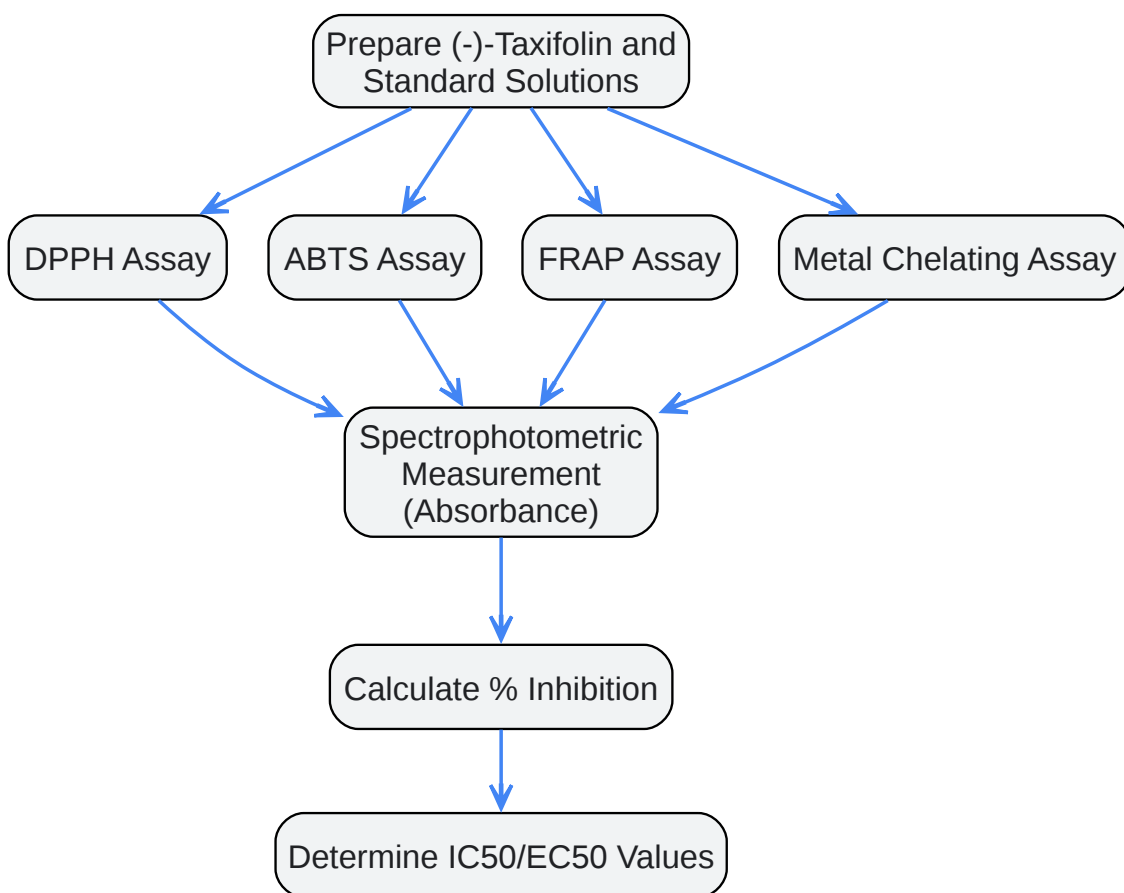 Prepare (-)-Taxifolin and
Standard Solutions
DPPH Assay
ABTS Assay
FRAP Assay
Metal Chelating Assay
Spectrophotometric
Measurement
(Absorbance)
Calculate % Inhibition
Determine IC50/EC50 Values